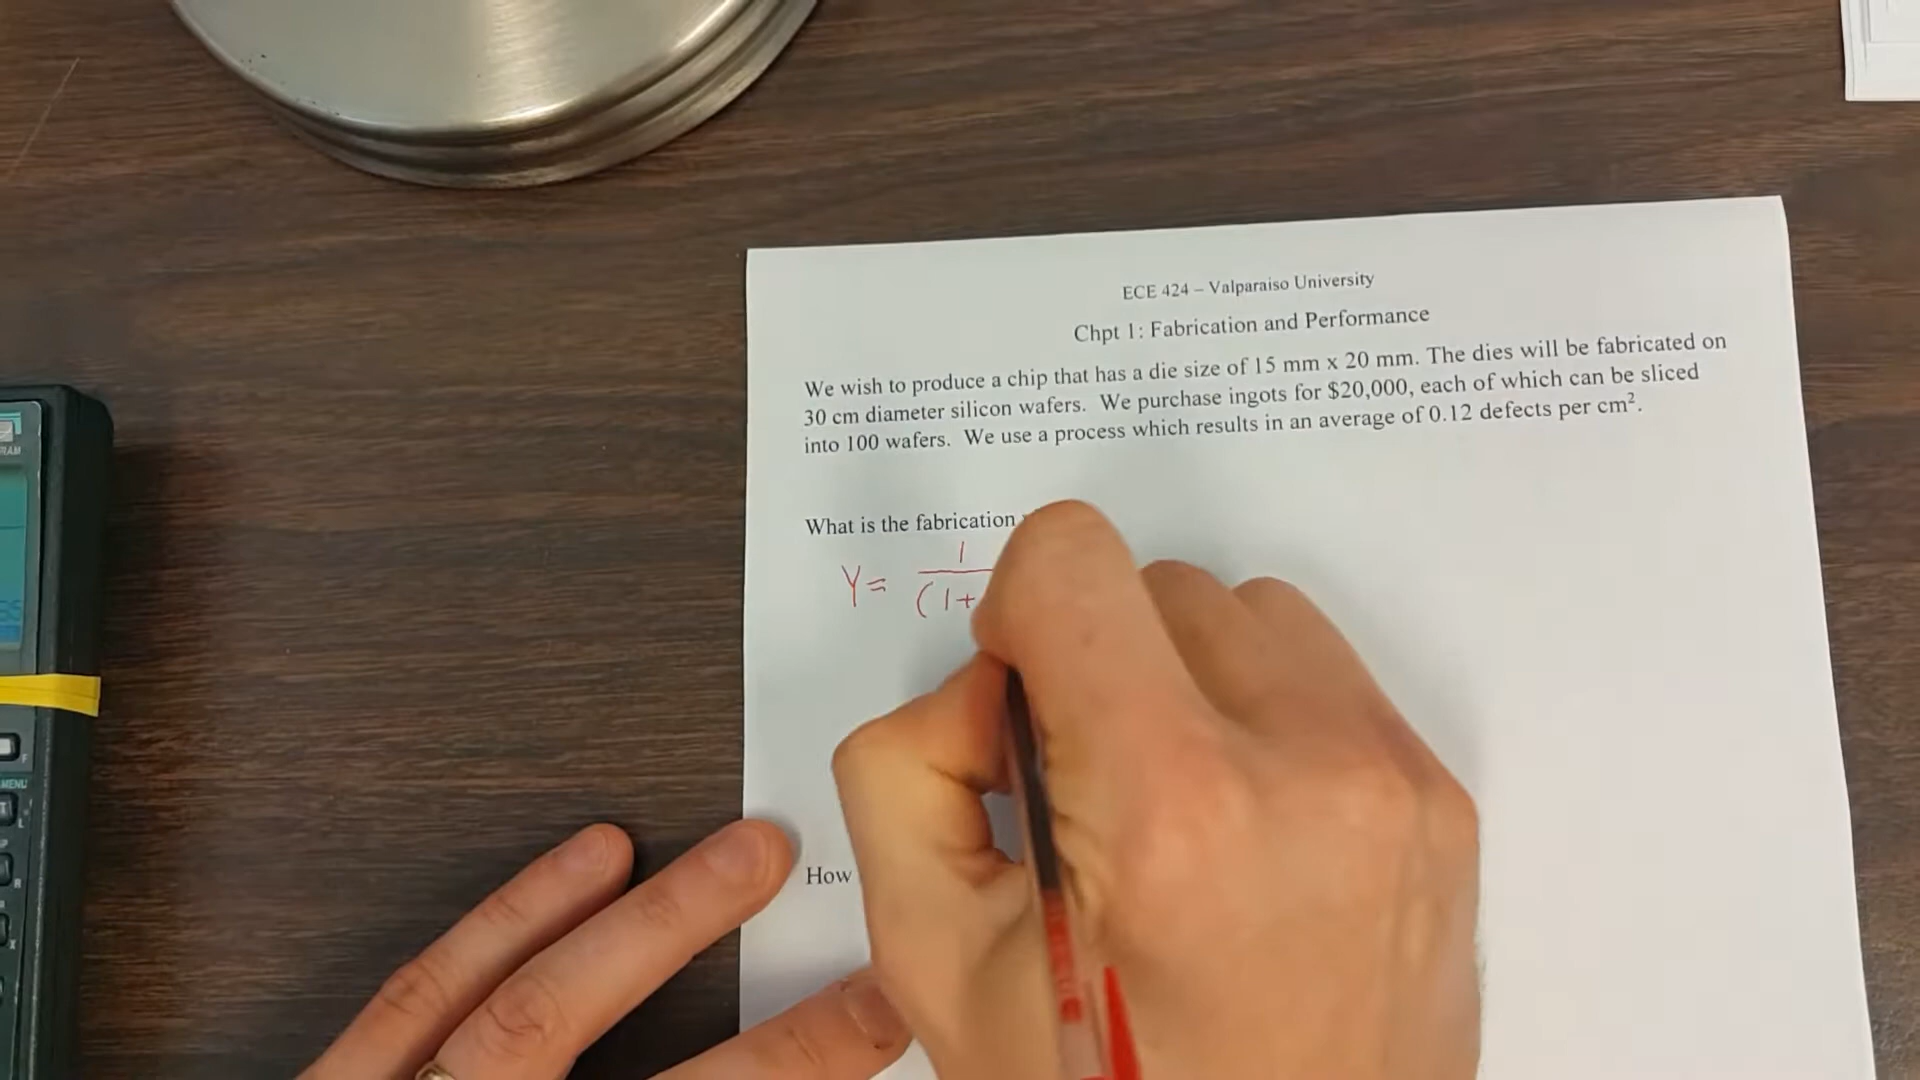 ECE 424 – Valparaiso University
Chpt 1: Fabrication and Performance
We wish to produce a chip that has a die size of 15 mm x 20 mm. The dies will be fabricated on
30 cm diameter silicon wafers. We purchase ingots for $20,000, each of which can be sliced
into 100 wafers. We use a process which results in an average of 0.12 defects per cm².
What is the fabrication
Y= 1
(1+
How
MENU